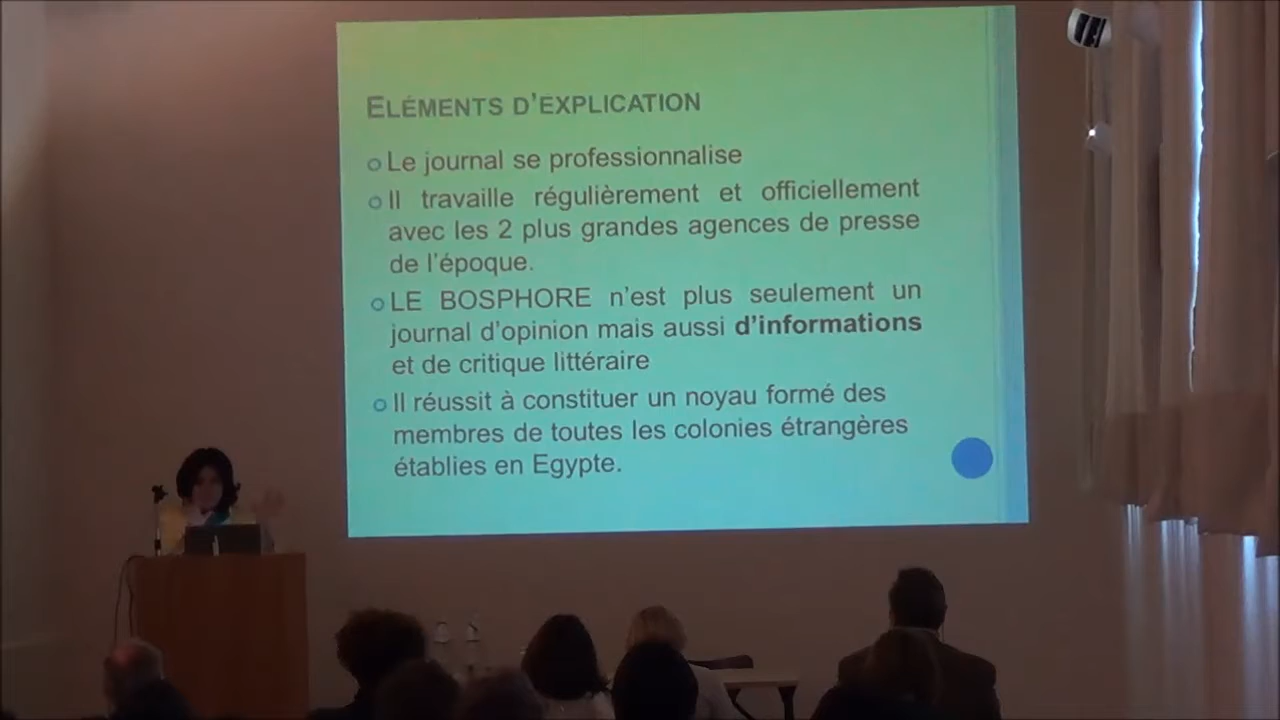 ELÉMENTS D'EXPLICATION
Le journal se professionnalise
Il travaille régulièrement et officiellement
avec les 2 plus grandes agences de presse
de l'époque.
LE BOSPHORE n'est plus seulement un
journal d'opinion mais aussi d'informations
et de critique littéraire
Il réussit à constituer un noyau formé des
membres de toutes les colonies étrangères
établies en Egypte.